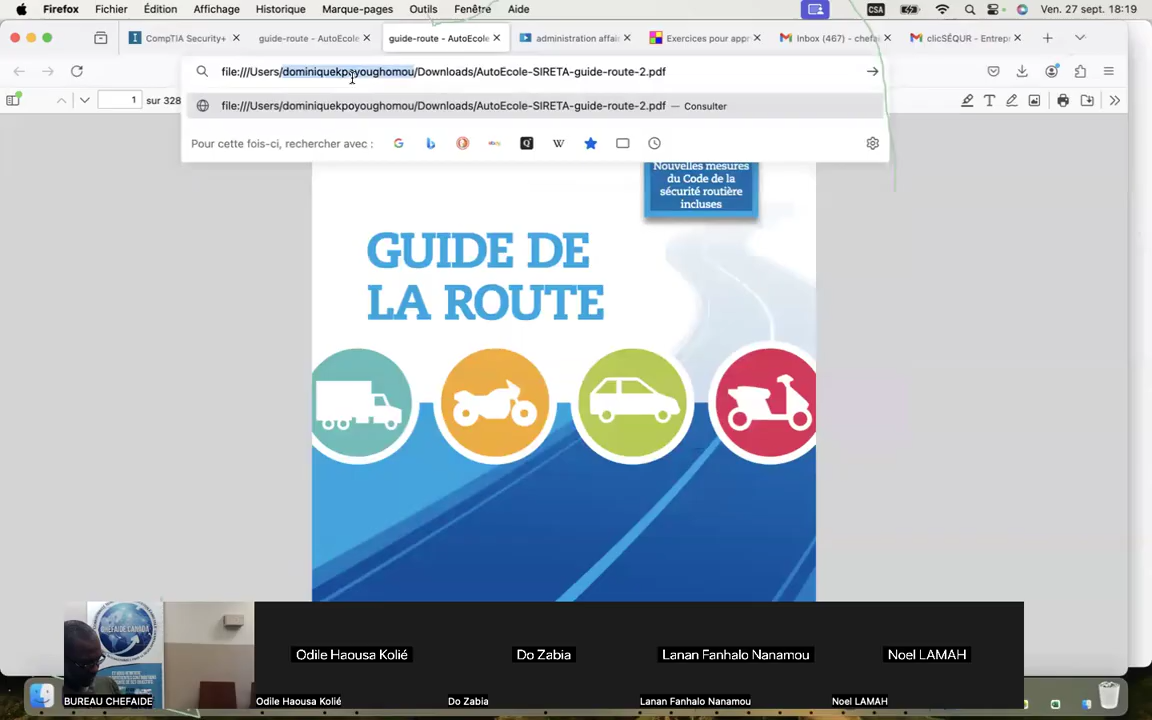 Firefox Fichier Édition Affichage Historique Marque-pages Outils Fenêtre Aide CSA Ven. 27 sept. 18:19
CompTIA Security+ guide-route - AutoEcole guide-route - AutoEcole administration affai Exercices pour appr Inbox (467) - chefa clicSÉQUR - Entrepr
file:///Users/dominiquekpoyoughomou/Downloads/AutoEcole-SIRETA-guide-route-2.pdf
1 sur 328
file:///Users/dominiquekpoyoughomou/Downloads/AutoEcole-SIRETA-guide-route-2.pdf — Consulter
Pour cette fois-ci, rechercher avec :
Nouvelles mesures
du Code de la
sécurité routière
incluses
GUIDE DE
LA ROUTE
CHEFAIDE CANADA
Odile Haousa Kolié Do Zabia Lanan Fanhalo Nanamou Noel LAMAH
BUREAU CHEFAIDE Odile Haousa Kolié Do Zabia Lanan Fanhalo Nanamou Noel LAMAH